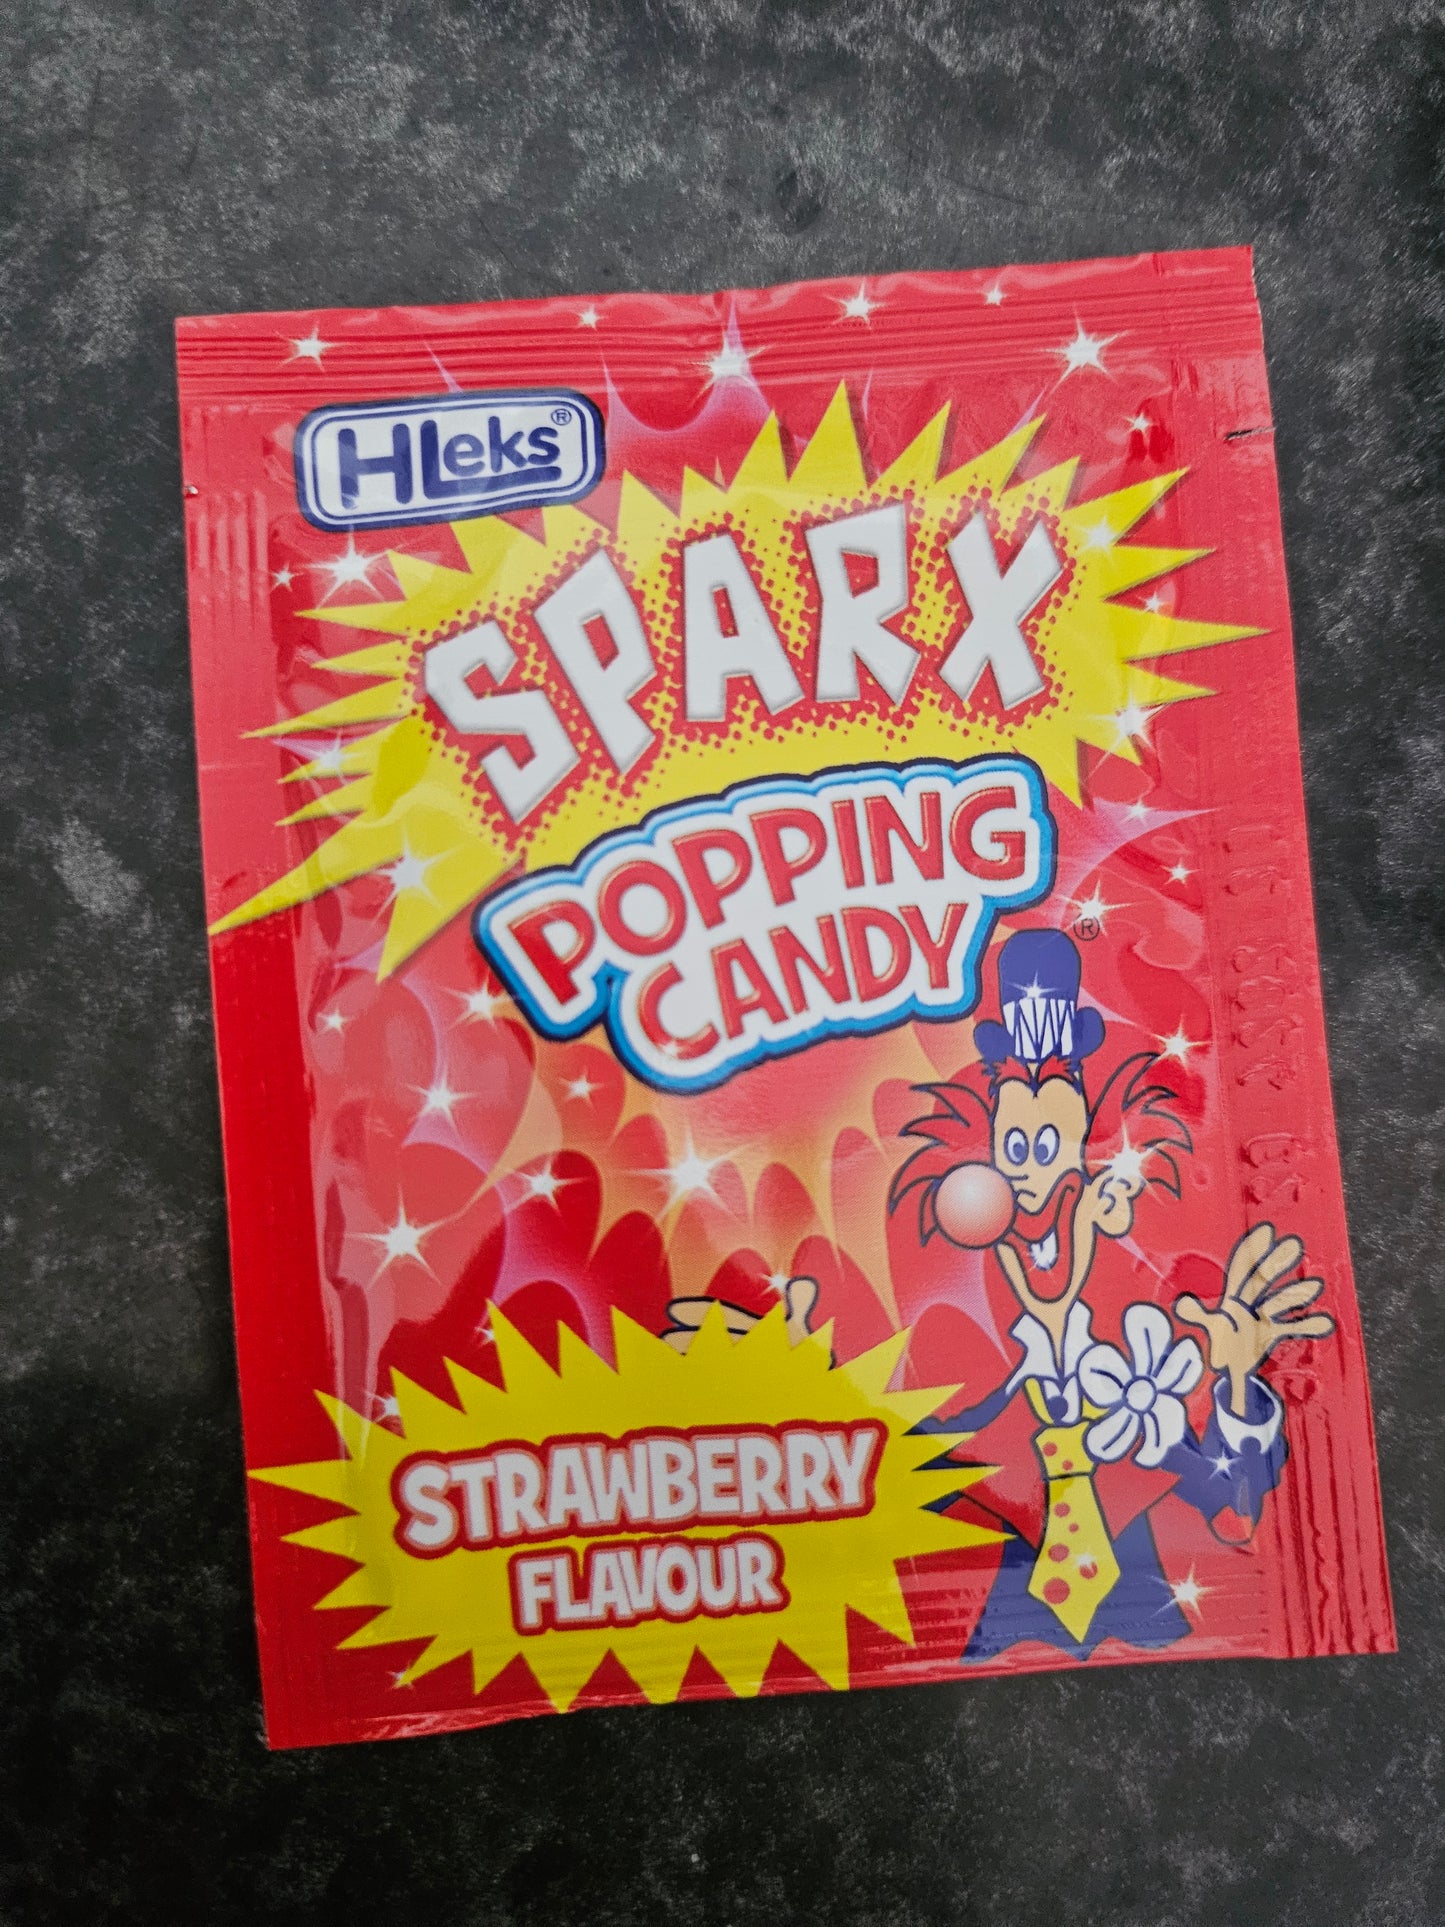 HLeks®
SPARX
POPPING
CANDY
®
STRAWBERRY
FLAVOUR